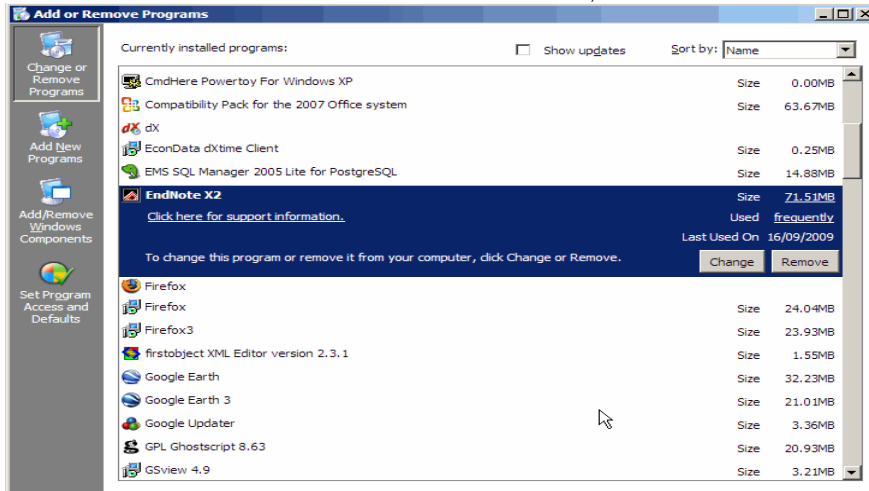 Add or Remove Programs
Change or
Remove
Programs
Add New
Programs
Add/Remove
Windows
Components
Set Program
Access and
Defaults
Currently installed programs: Show updates Sort by: Name
CmdHere Powertoy For Windows XP Size 0.00MB
Compatibility Pack for the 2007 Office system Size 63.67MB
dX dX
EconData dXtime Client Size 0.25MB
EMS SQL Manager 2005 Lite for PostgreSQL Size 14.88MB
EndNote X2 Size 71.51MB
Click here for support information. Used frequently
Last Used On 16/09/2009
To change this program or remove it from your computer, click Change or Remove. Change Remove
Firefox
Firefox Size 24.04MB
Firefox3 Size 23.93MB
firstobject XML Editor version 2.3.1 Size 1.55MB
Google Earth Size 32.23MB
Google Earth 3 Size 21.01MB
Google Updater Size 3.36MB
GPL Ghostscript 8.63 Size 20.93MB
GSview 4.9 Size 3.21MB